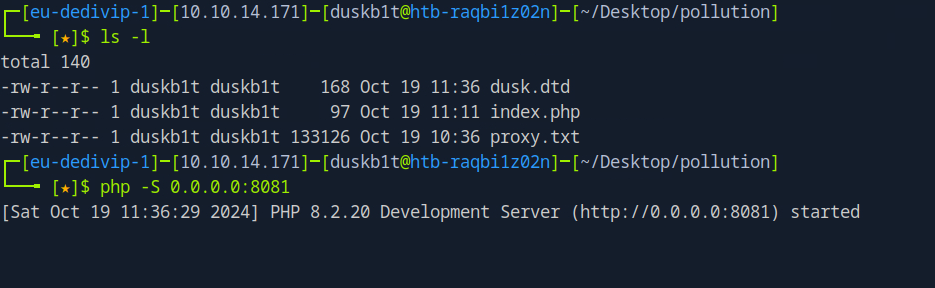 ┌─[eu-dedivip-1]─[10.10.14.171]─[duskb1t@htb-raqbi1z02n]─[~/Desktop/pollution]
└──╼ [★]$ ls -l
total 140
-rw-r--r-- 1 duskb1t duskb1t    168 Oct 19 11:36 dusk.dtd
-rw-r--r-- 1 duskb1t duskb1t     97 Oct 19 11:11 index.php
-rw-r--r-- 1 duskb1t duskb1t 133126 Oct 19 10:36 proxy.txt
┌─[eu-dedivip-1]─[10.10.14.171]─[duskb1t@htb-raqbi1z02n]─[~/Desktop/pollution]
└──╼ [★]$ php -S 0.0.0.0:8081
[Sat Oct 19 11:36:29 2024] PHP 8.2.20 Development Server (http://0.0.0.0:8081) started